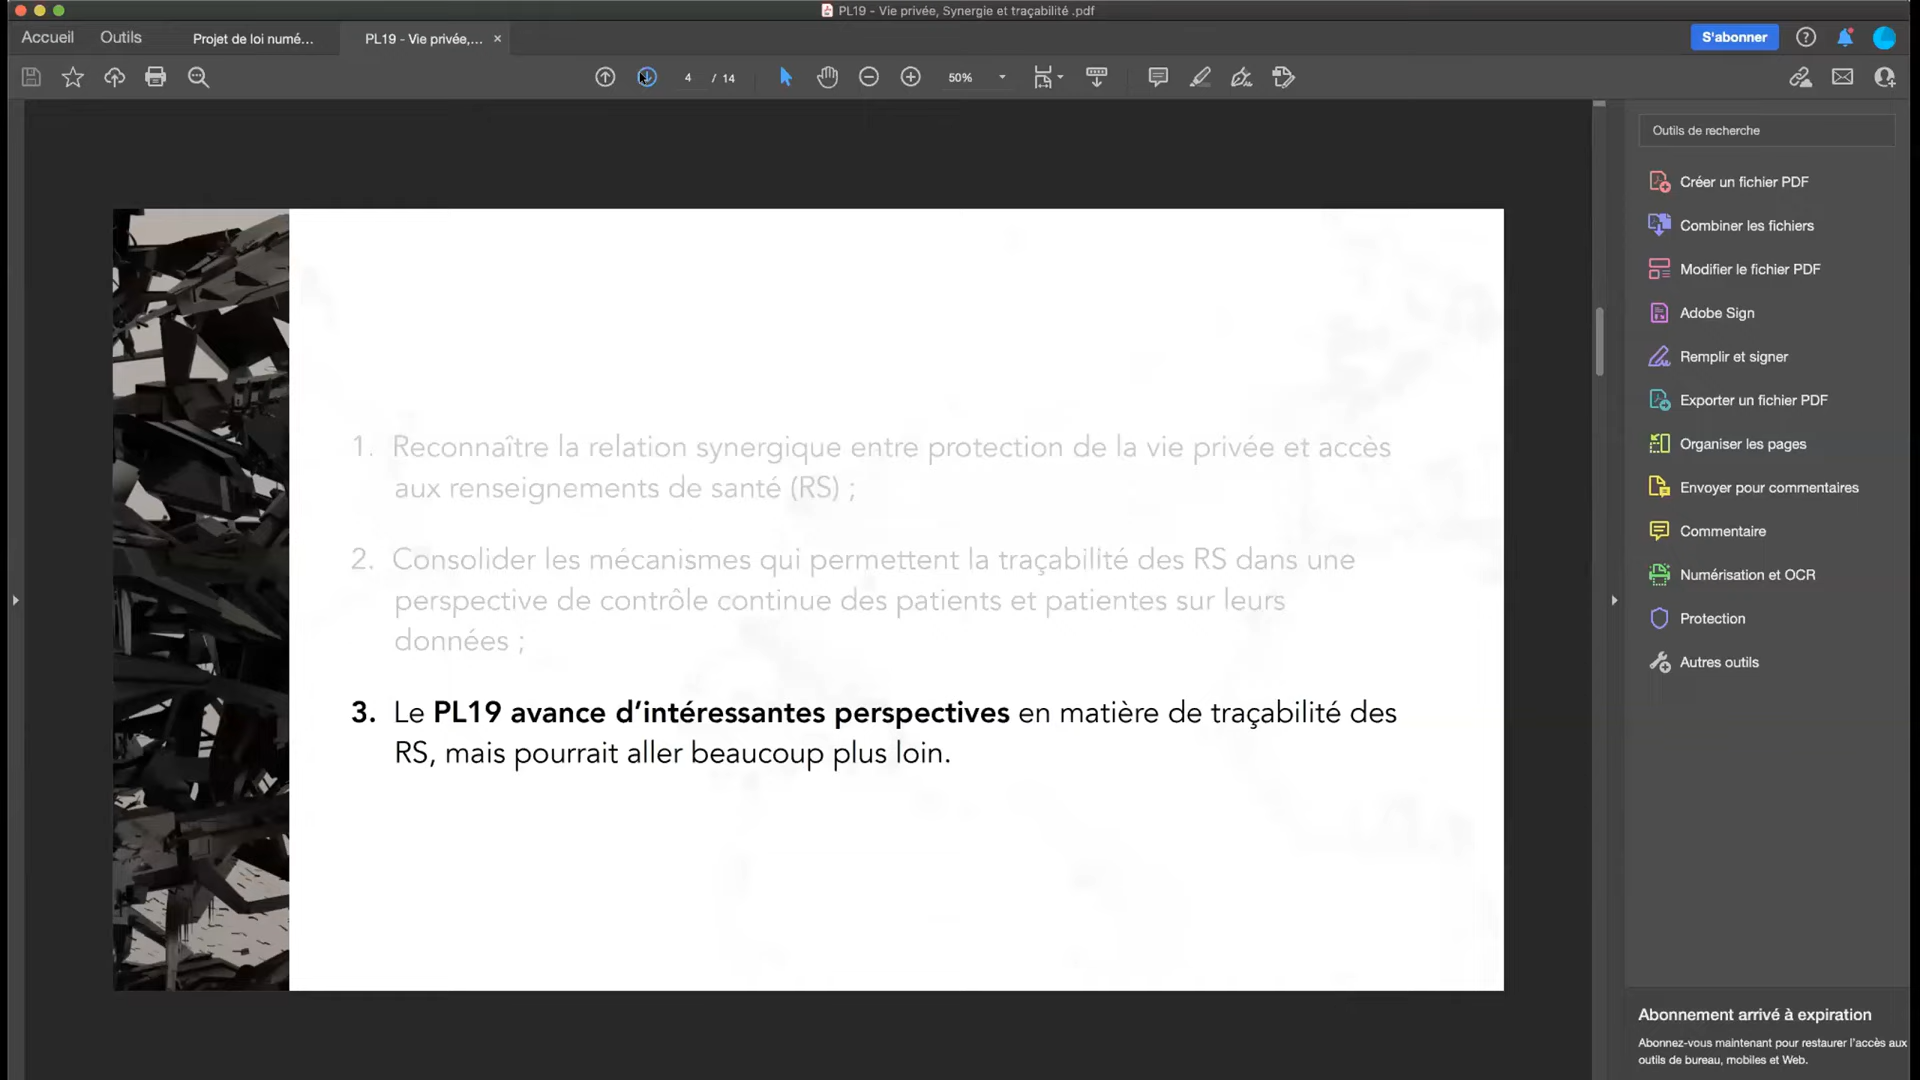 PL19 - Vie privée, Synergie et traçabilité .pdf
Accueil
Outils
Projet de loi numé...
PL19 - Vie privée,...
S'abonner
4 / 14
50%
Outils de recherche
Créer un fichier PDF
Combiner les fichiers
Modifier le fichier PDF
Adobe Sign
Remplir et signer
Exporter un fichier PDF
Organiser les pages
Envoyer pour commentaires
Commentaire
Numérisation et OCR
Protection
Autres outils
1. Reconnaître la relation synergique entre protection de la vie privée et accès
aux renseignements de santé (RS) ;
2. Consolider les mécanismes qui permettent la traçabilité des RS dans une
perspective de contrôle continue des patients et patientes sur leurs
données ;
3. Le PL19 avance d'intéressantes perspectives en matière de traçabilité des
RS, mais pourrait aller beaucoup plus loin.
Abonnement arrivé à expiration
Abonnez-vous maintenant pour restaurer l'accès aux
outils de bureau, mobiles et Web.